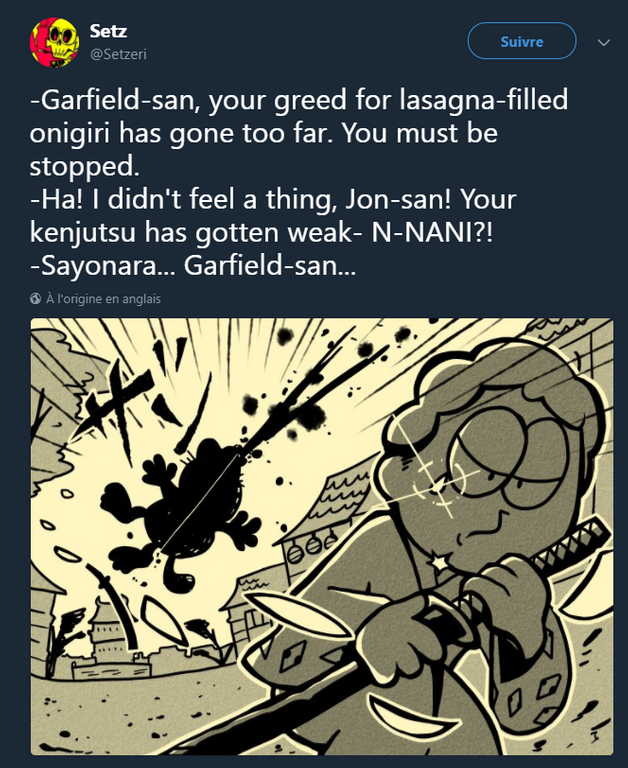 Setz
@Setzeri
Suivre
-Garfield-san, your greed for lasagna-filled
onigiri has gone too far. You must be
stopped.
-Ha! I didn't feel a thing, Jon-san! Your
kenjutsu has gotten weak- N-NANI?!
-Sayonara... Garfield-san...
À l'origine en anglais